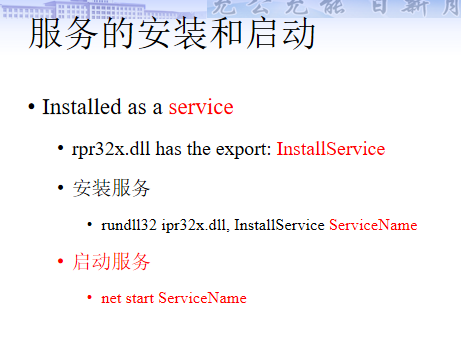 允公允能 日新月
服务的安装和启动
• Installed as a service
• rpr32x.dll has the export: InstallService
• 安装服务
• rundll32 ipr32x.dll, InstallService ServiceName
• 启动服务
• net start ServiceName